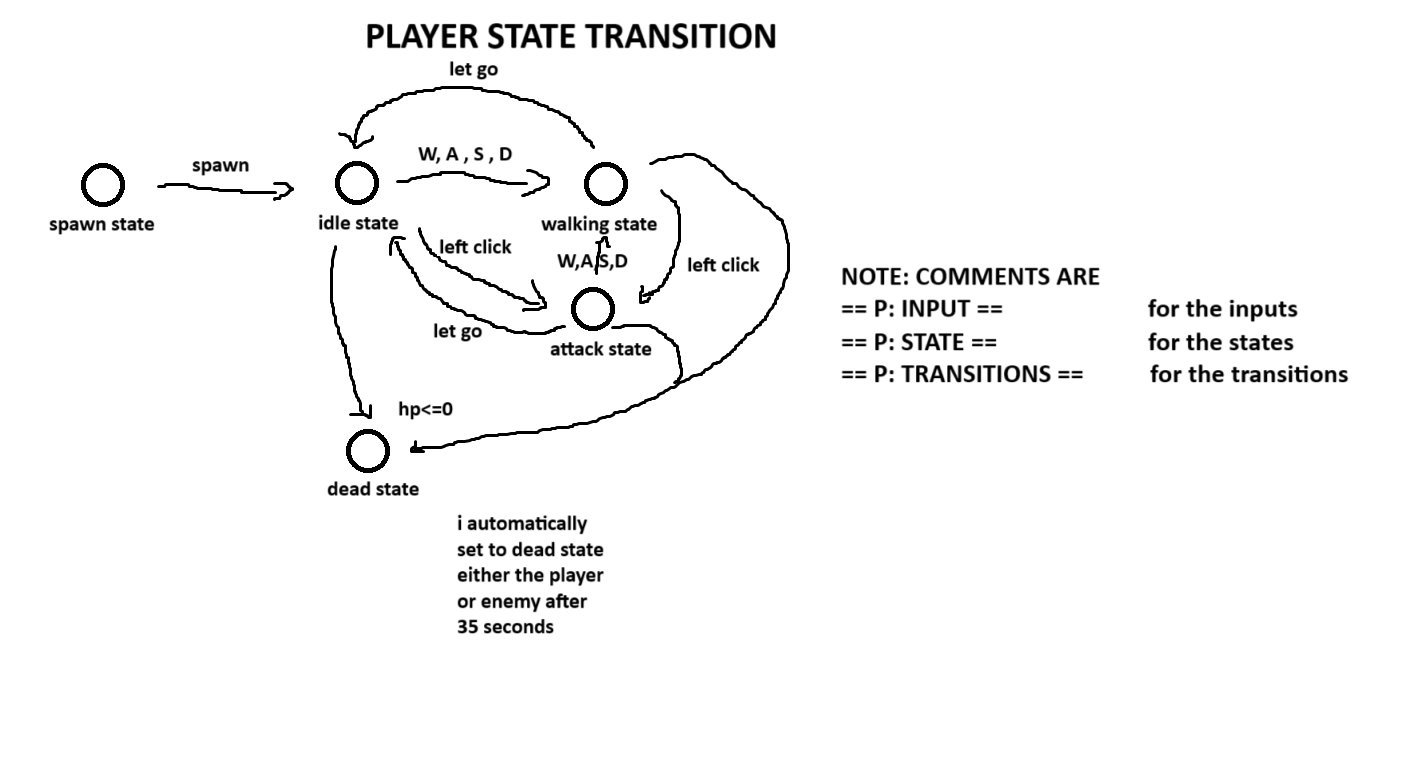 PLAYER STATE TRANSITION
let go
W, A , S , D
spawn
spawn state
idle state
walking state
left click
W,A,S,D
left click
let go
attack state
hp<=0
dead state
i automatically
set to dead state
either the player
or enemy after
35 seconds
NOTE: COMMENTS ARE
== P: INPUT == for the inputs
== P: STATE == for the states
== P: TRANSITIONS == for the transitions